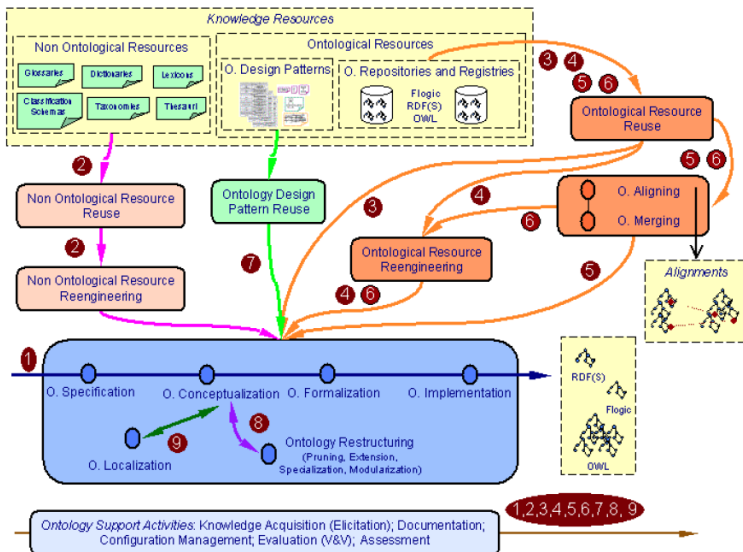 Knowledge Resources
Non Ontological Resources
Glossaries
Dictionaries
Lexicons
Classification
Schemas
Taxonomies
Thesauri
Ontological Resources
O. Design Patterns
O. Repositories and Registries
Flogic
RDF(S)
OWL
3 4
5 6
Ontological Resource
Reuse
2
Non Ontological Resource
Reuse
Ontology Design
Pattern Reuse
3
4
5 6
O. Aligning
O. Merging
6
2
7
Ontological Resource
Reengineering
Non Ontological Resource
Reengineering
4 6
5
Alignments
1
O. Specification
O. Conceptualization
O. Formalization
O. Implementation
9
8
O. Localization
Ontology Restructuring
(Pruning, Extension,
Specialization, Modularization)
RDF(S)
Flogic
OWL
1,2,3,4,5,6,7,8, 9
Ontology Support Activities: Knowledge Acquisition (Elicitation); Documentation;
Configuration Management; Evaluation (V&V); Assessment